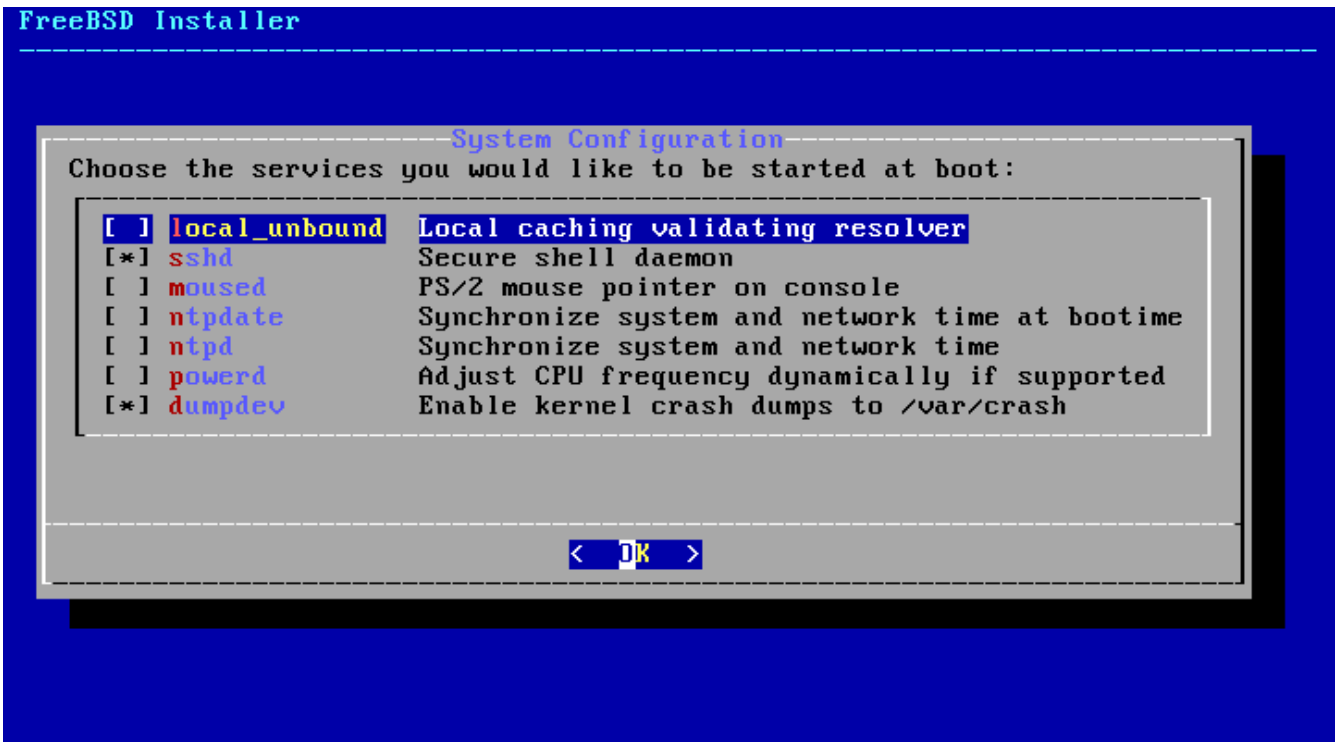 FreeBSD Installer
System Configuration
Choose the services you would like to be started at boot:
[ ] local_unbound Local caching validating resolver
[*] sshd Secure shell daemon
[ ] moused PS/2 mouse pointer on console
[ ] ntpdate Synchronize system and network time at bootime
[ ] ntpd Synchronize system and network time
[ ] powerd Adjust CPU frequency dynamically if supported
[*] dumpdev Enable kernel crash dumps to /var/crash
< OK >